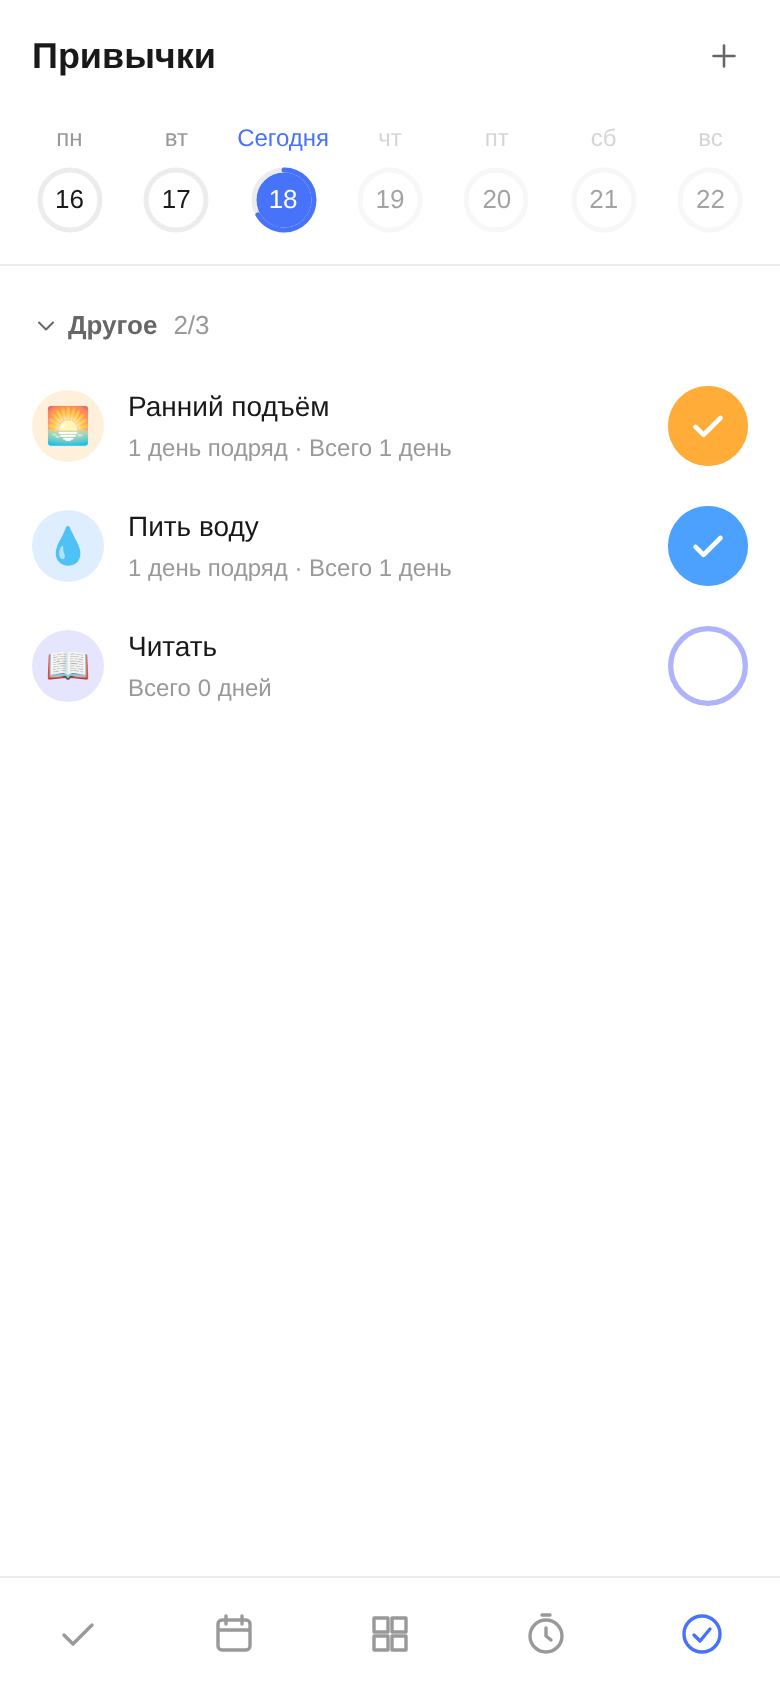 Привычки
пн вт Сегодня чт пт сб вс
16 17 18 19 20 21 22
Другое 2/3
Ранний подъём
1 день подряд · Всего 1 день
Пить воду
1 день подряд · Всего 1 день
Читать
Всего 0 дней